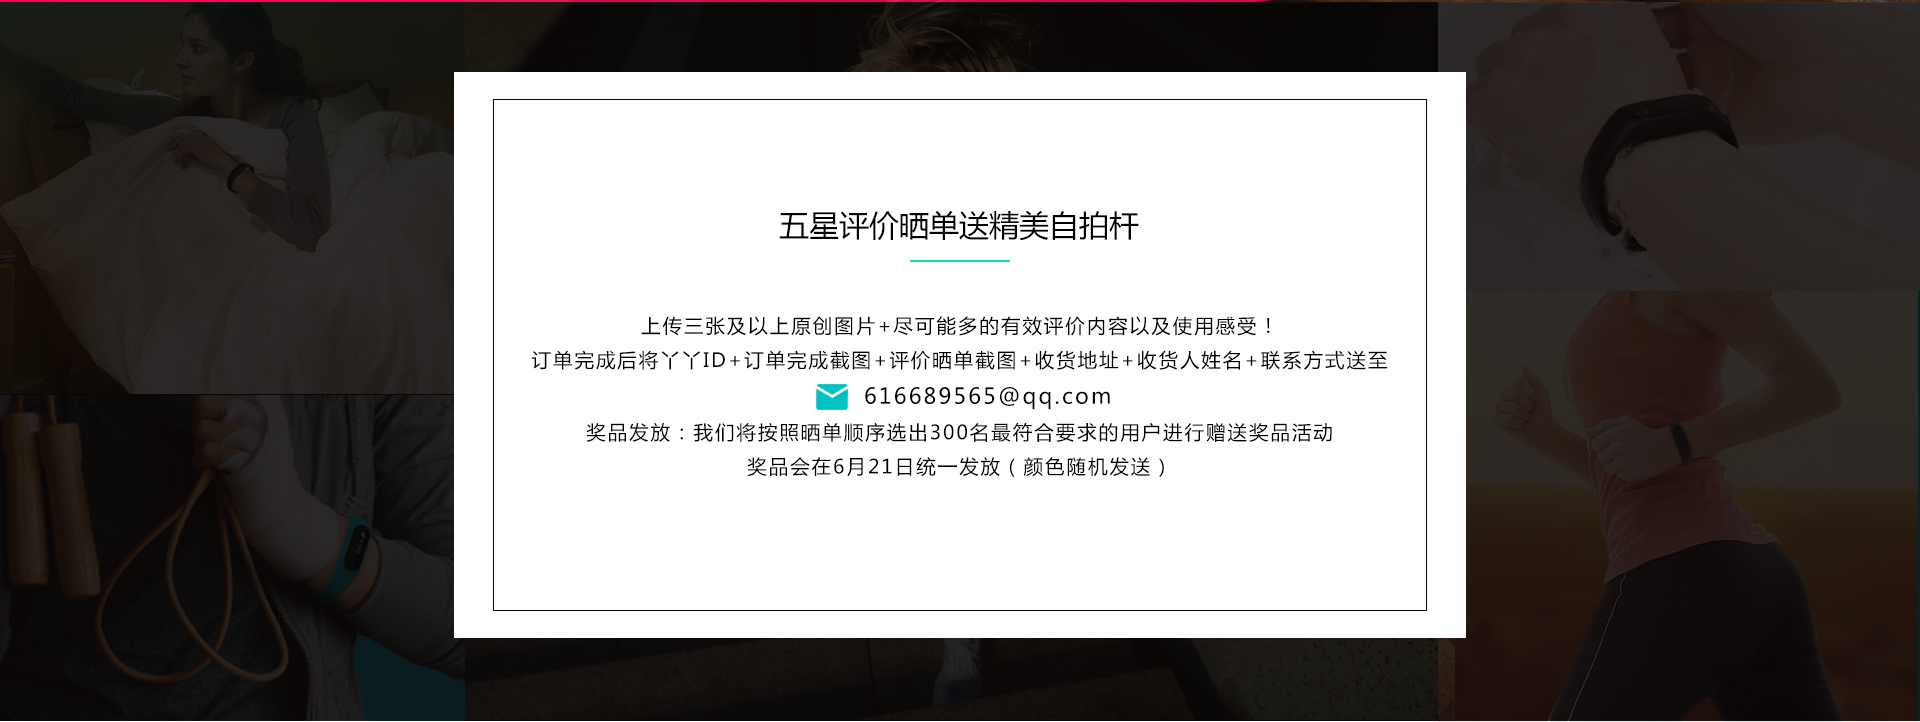 五星评价晒单送精美自拍杆
上传三张及以上原创图片+尽可能多的有效评价内容以及使用感受！
订单完成后将丫丫ID+订单完成截图+评价晒单截图+收货地址+收货人姓名+联系方式送至
616689565@qq.com
奖品发放：我们将按照晒单顺序选出300名最符合要求的用户进行赠送奖品活动
奖品会在6月21日统一发放（颜色随机发送）